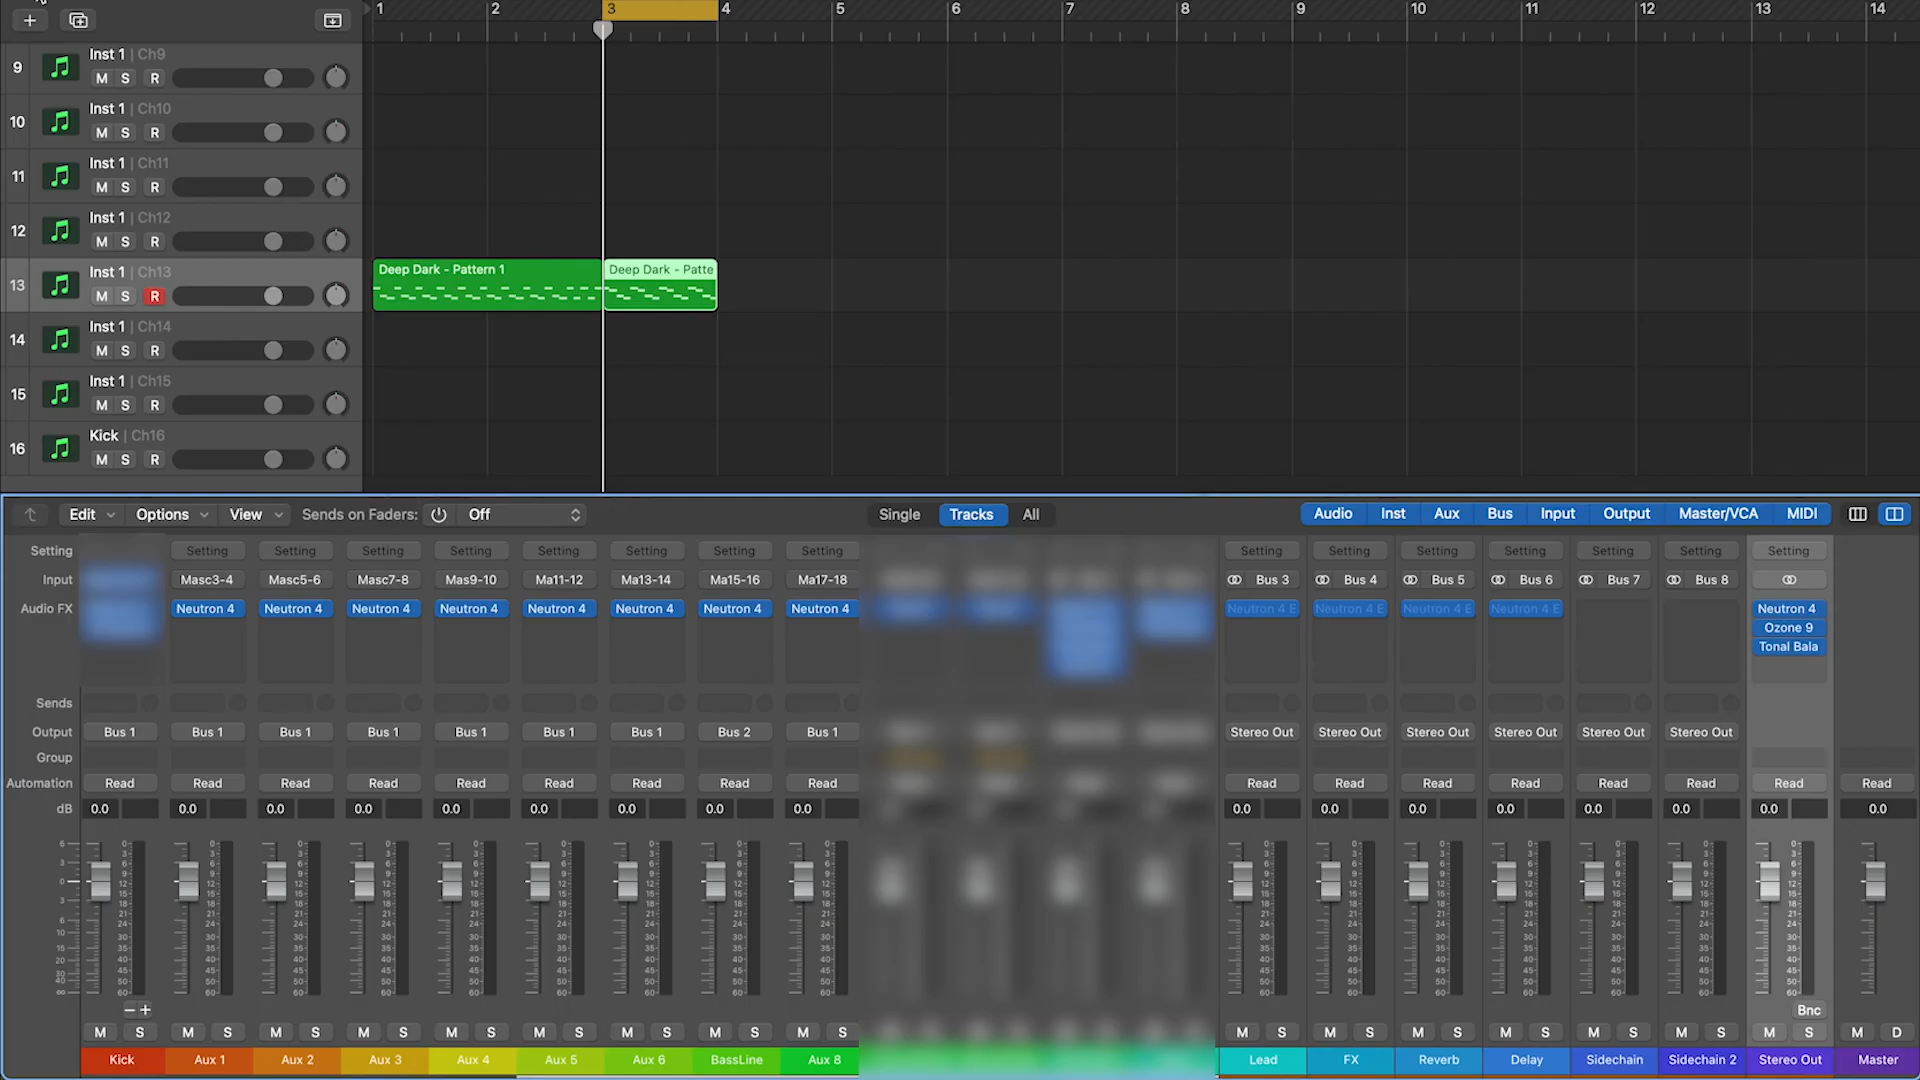 1 2 3 4 5 6 7 8 9 10 11 12 13 14
9 Inst 1 | Ch9
M S R
10 Inst 1 | Ch10
M S R
11 Inst 1 | Ch11
M S R
12 Inst 1 | Ch12
M S R
13 Inst 1 | Ch13
M S R
Deep Dark - Pattern 1 Deep Dark - Patte
14 Inst 1 | Ch14
M S R
15 Inst 1 | Ch15
M S R
16 Kick | Ch16
M S R
Edit Options View Sends on Faders: Off Single Tracks All Audio Inst Aux Bus Input Output Master/VCA MIDI
Setting Setting Setting Setting Setting Setting Setting Setting Setting Setting Setting Setting Setting Setting Setting Setting
Input Masc3-4 Masc5-6 Masc7-8 Mas9-10 Ma11-12 Ma13-14 Ma15-16 Ma17-18 Bus 3 Bus 4 Bus 5 Bus 6 Bus 7 Bus 8
Audio FX Neutron 4 Neutron 4 Neutron 4 Neutron 4 Neutron 4 Neutron 4 Neutron 4 Neutron 4 Neutron 4 E Neutron 4 E Neutron 4 E Neutron 4 E Neutron 4
Ozone 9
Tonal Bala
Sends
Output Bus 1 Bus 1 Bus 1 Bus 1 Bus 1 Bus 1 Bus 1 Bus 2 Bus 1 Stereo Out Stereo Out Stereo Out Stereo Out Stereo Out Stereo Out
Group
Automation Read Read Read Read Read Read Read Read Read Read Read Read Read Read Read Read Read
dB 0.0 0.0 0.0 0.0 0.0 0.0 0.0 0.0 0.0 0.0 0.0 0.0 0.0 0.0 0.0 0.0 0.0
Bnc
M S M S M S M S M S M S M S M S M S M S M S M S M S M S M S M S M D
Kick Aux 1 Aux 2 Aux 3 Aux 4 Aux 5 Aux 6 BassLine Aux 8 Lead FX Reverb Delay Sidechain Sidechain 2 Stereo Out Master